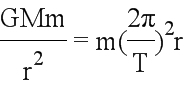 GMm/r² = m(2π/T)²r